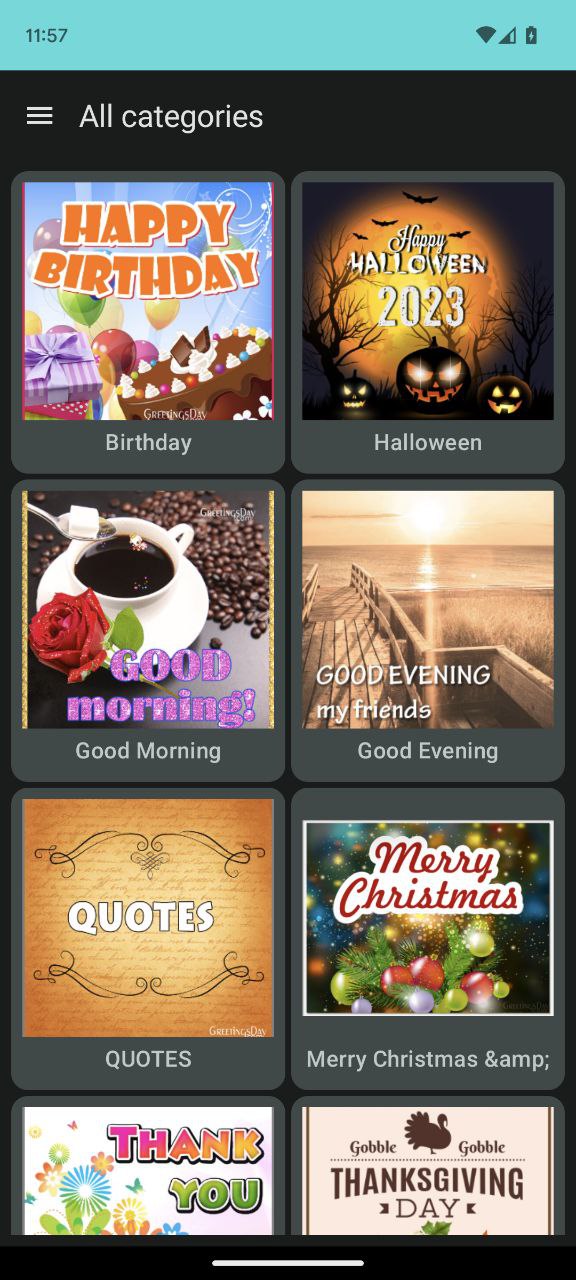 11:57
All categories
HAPPY
BIRTHDAY
GREETINGSDAY
Birthday
Happy
HALLOWEEN
2023
Halloween
GREETINGSDAY
.com
GOOD
morning!
Good Morning
GOOD EVENING
my friends
Good Evening
QUOTES
GREETINGSDAY
QUOTES
Merry
Christmas
GREETINGSDAY
Merry Christmas &amp;
THANK
YOU
Gobble Gobble
THANKSGIVING
DAY